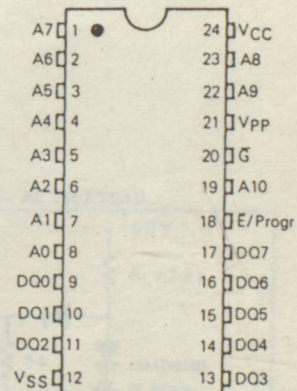 A7 1 24 VCC
A6 2 23 A8
A5 3 22 A9
A4 4 21 VPP
A3 5 20 G̅
A2 6 19 A10
A1 7 18 E̅/Progr
A0 8 17 DQ7
DQ0 9 16 DQ6
DQ1 10 15 DQ5
DQ2 11 14 DQ4
VSS 12 13 DQ3